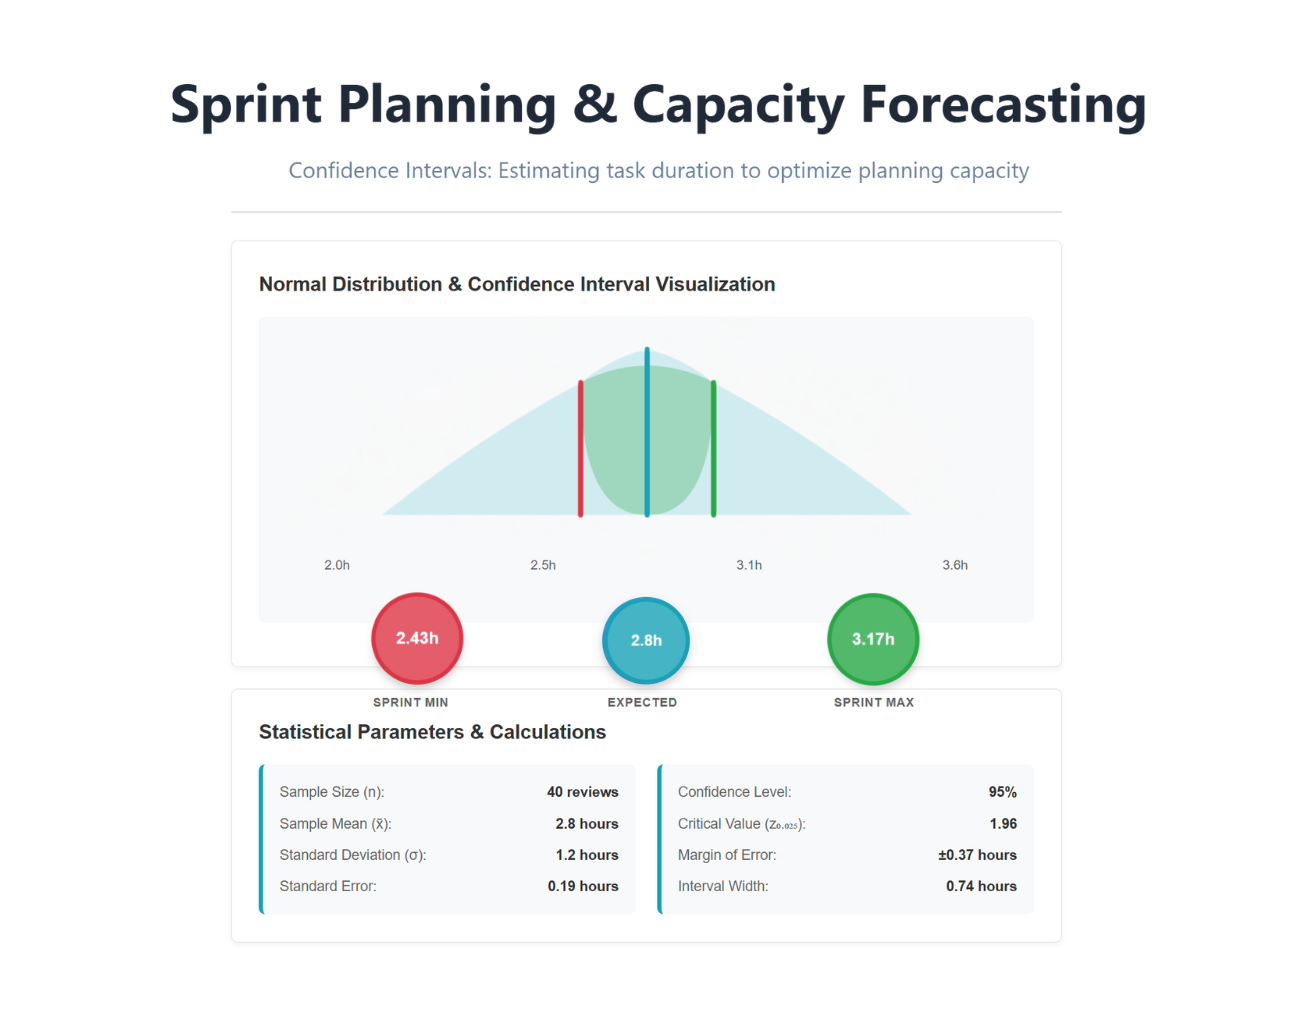 Sprint Planning & Capacity Forecasting
Confidence Intervals: Estimating task duration to optimize planning capacity
Normal Distribution & Confidence Interval Visualization
2.0h 2.5h 3.1h 3.6h
2.43h 2.8h 3.17h
SPRINT MIN EXPECTED SPRINT MAX
Statistical Parameters & Calculations
Sample Size (n): 40 reviews
Sample Mean (x̄): 2.8 hours
Standard Deviation (σ): 1.2 hours
Standard Error: 0.19 hours
Confidence Level: 95%
Critical Value (z₀.₀₂₅): 1.96
Margin of Error: ±0.37 hours
Interval Width: 0.74 hours